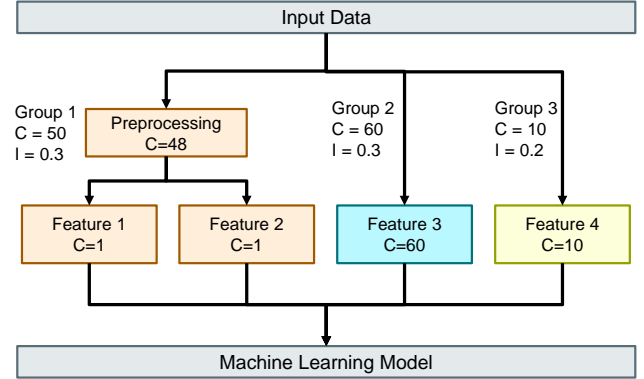 Input Data
Group 1
C = 50
I = 0.3
Preprocessing
C=48
Group 2
C = 60
I = 0.3
Group 3
C = 10
I = 0.2
Feature 1
C=1
Feature 2
C=1
Feature 3
C=60
Feature 4
C=10
Machine Learning Model